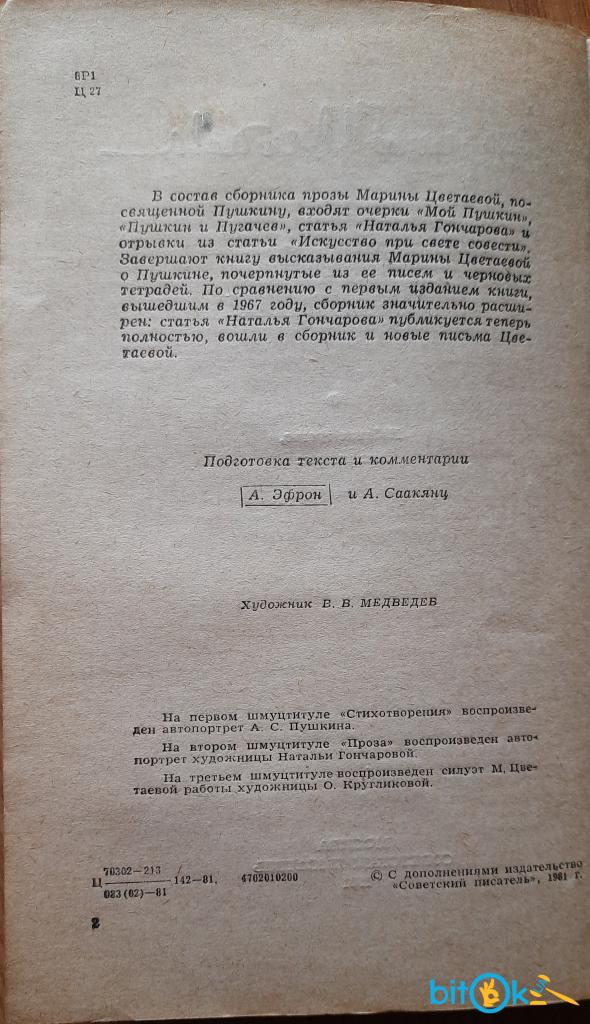 8Р1
Ц 27
В состав сборника прозы Марины Цветаевой, по-
священной Пушкину, входят очерки «Мой Пушкин»,
«Пушкин и Пугачев», статья «Наталья Гончарова» и
отрывки из статьи «Искусство при свете совести».
Завершают книгу высказывания Марины Цветаевой
о Пушкине, почерпнутые из ее писем и черновых
тетрадей. По сравнению с первым изданием книги,
вышедшим в 1967 году, сборник значительно расши-
рен: статья «Наталья Гончарова» публикуется теперь
полностью, вошли в сборник и новые письма Цве-
таевой.
Подготовка текста и комментарии
А. Эфрон и А. Саакянц
Художник В. В. МЕДВЕДЕВ
На первом шмуцтитуле «Стихотворения» воспроизве-
ден автопортрет А. С. Пушкина.
На втором шмуцтитуле «Проза» воспроизведен авто-
портрет художницы Натальи Гончаровой.
На третьем шмуцтитуле воспроизведен силуэт М. Цве-
таевой работы художницы О. Кругликовой.
70302—213
Ц 142—81. 4702010200
083(02)—81
© С дополнениями издательство
«Советский писатель», 1981 г.
2
bitok